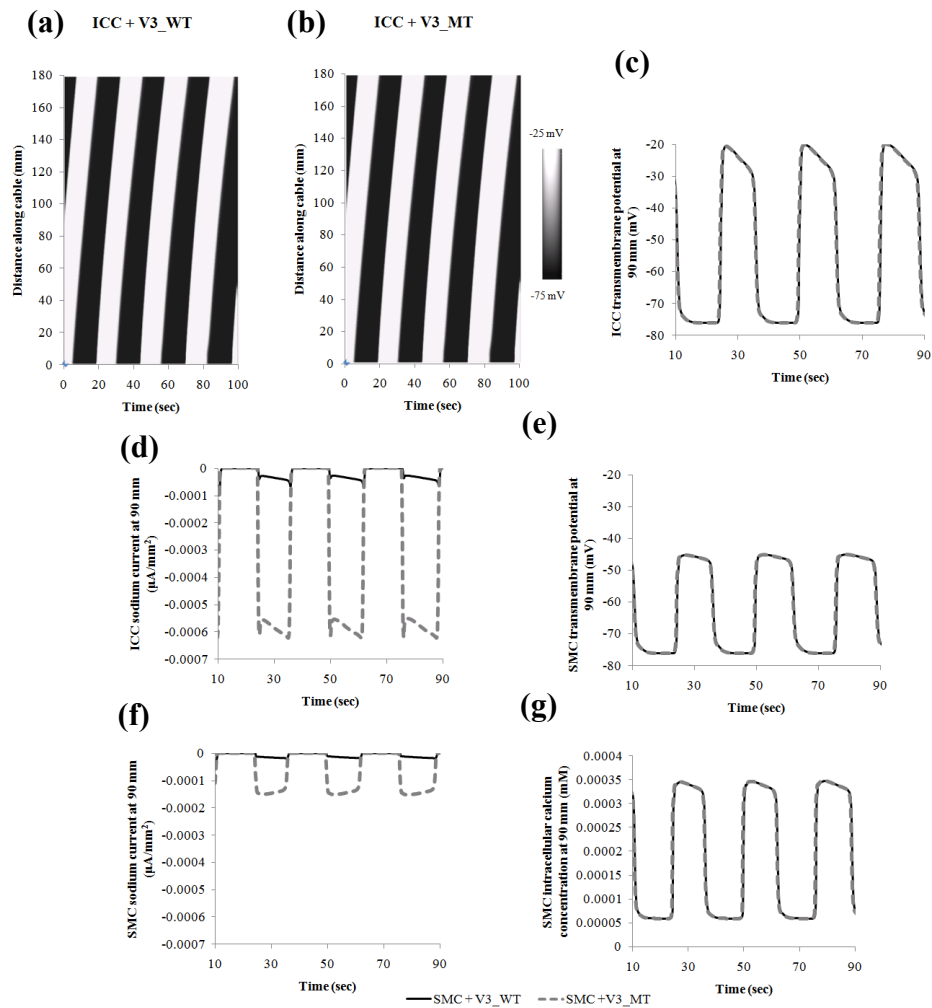 (a) ICC + V3_WT
Distance along cable (mm)
180
160
140
120
100
80
60
40
20
0
0 20 40 60 80 100
Time (sec)
(b) ICC + V3_MT
180
160
140
120
100
80
60
40
20
0
0 20 40 60 80 100
Time (sec)
-25 mV
-75 mV
(c)
ICC transmembrane potential at
90 mm (mV)
-20
-30
-40
-50
-60
-70
-80
10 30 50 70 90
Time (sec)
(d)
ICC sodium current at 90 mm
(µA/mm²)
0
-0.0001
-0.0002
-0.0003
-0.0004
-0.0005
-0.0006
-0.0007
10 30 50 70 90
Time (sec)
(e)
SMC transmembrane potential at
90 mm (mV)
-20
-30
-40
-50
-60
-70
-80
10 30 50 70 90
Time (sec)
(f)
SMC sodium current at 90 mm
(µA/mm²)
0
-0.0001
-0.0002
-0.0003
-0.0004
-0.0005
-0.0006
-0.0007
10 30 50 70 90
Time (sec)
(g)
SMC intracellular calcium
concentration at 90 mm (mM)
0.0004
0.00035
0.0003
0.00025
0.0002
0.00015
0.0001
0.00005
0
10 30 50 70 90
Time (sec)
SMC + V3_WT SMC +V3_MT